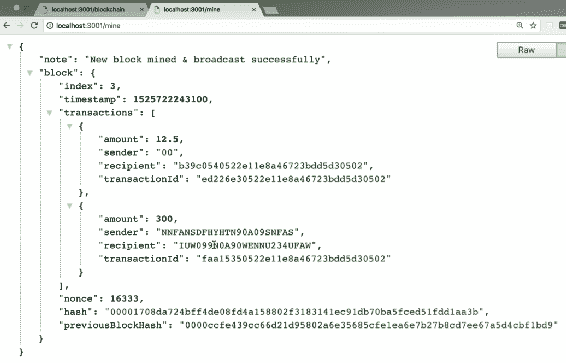 localhost:3001/blockchain
localhost:3001/mine
localhost:3001/mine
Raw
{
"note": "New block mined & broadcast successfully",
"block": {
"index": 3,
"timestamp": 1525722243100,
"transactions": [
{
"amount": 12.5,
"sender": "00",
"recipient": "b39c0540522e11e8a46723bdd5d30502"
"transactionId": "ed226e30522e11e8a46723bdd5d30502"
},
{
"amount": 300,
"sender": "NNFANSDFHYHTN90A09SNFAS",
"recipient": "IUW099N0A90WENNU234UFAW",
"transactionId": "faa15350522e11e8a46723bdd5d30502"
}
],
"nonce": 16333,
"hash": "00001708da724bff4de08fd4a158802f3183141ec91db70ba5fced51fdd1aa3b",
"previousBlockHash": "0000ccfe439cc66d21d95802a6e35685cfe1ea6e7b27b8cd7ee67a5d4cbf1bd9"
}
}